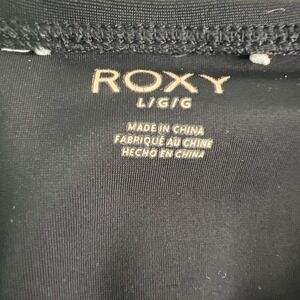 ROXY
L/G/G
MADE IN CHINA
FABRIQUÉ AU CHINE
HECHO EN CHINA